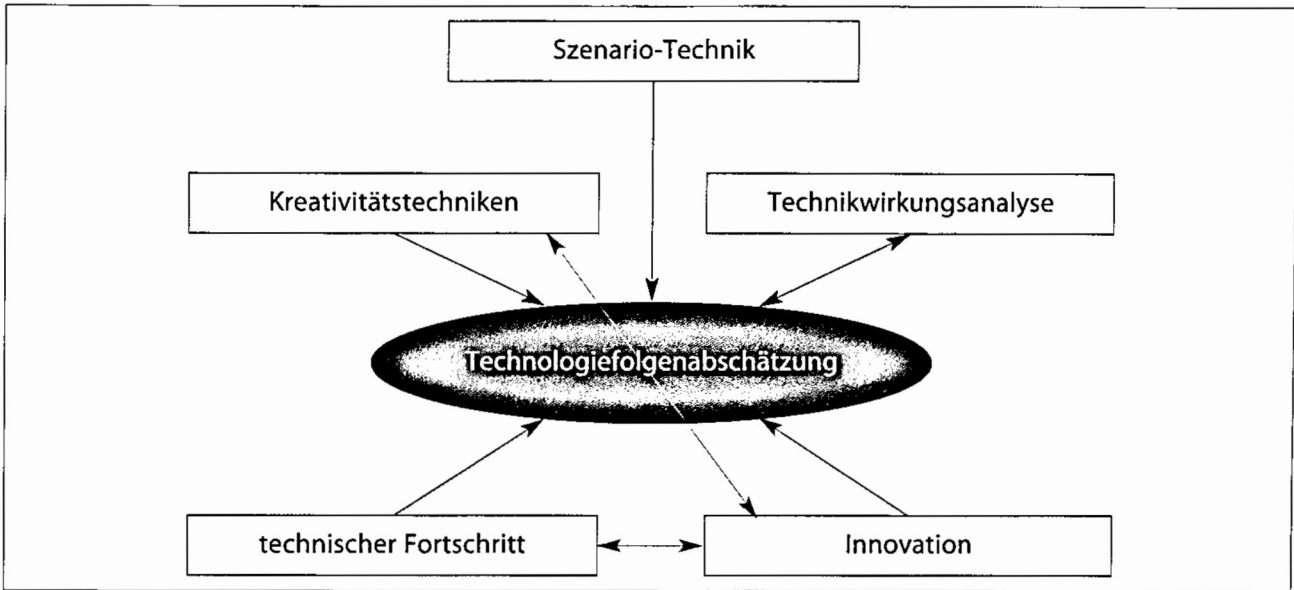 Szenario-Technik
Kreativitätstechniken
Technikwirkungsanalyse
Technologiefolgenabschätzung
technischer Fortschritt
Innovation